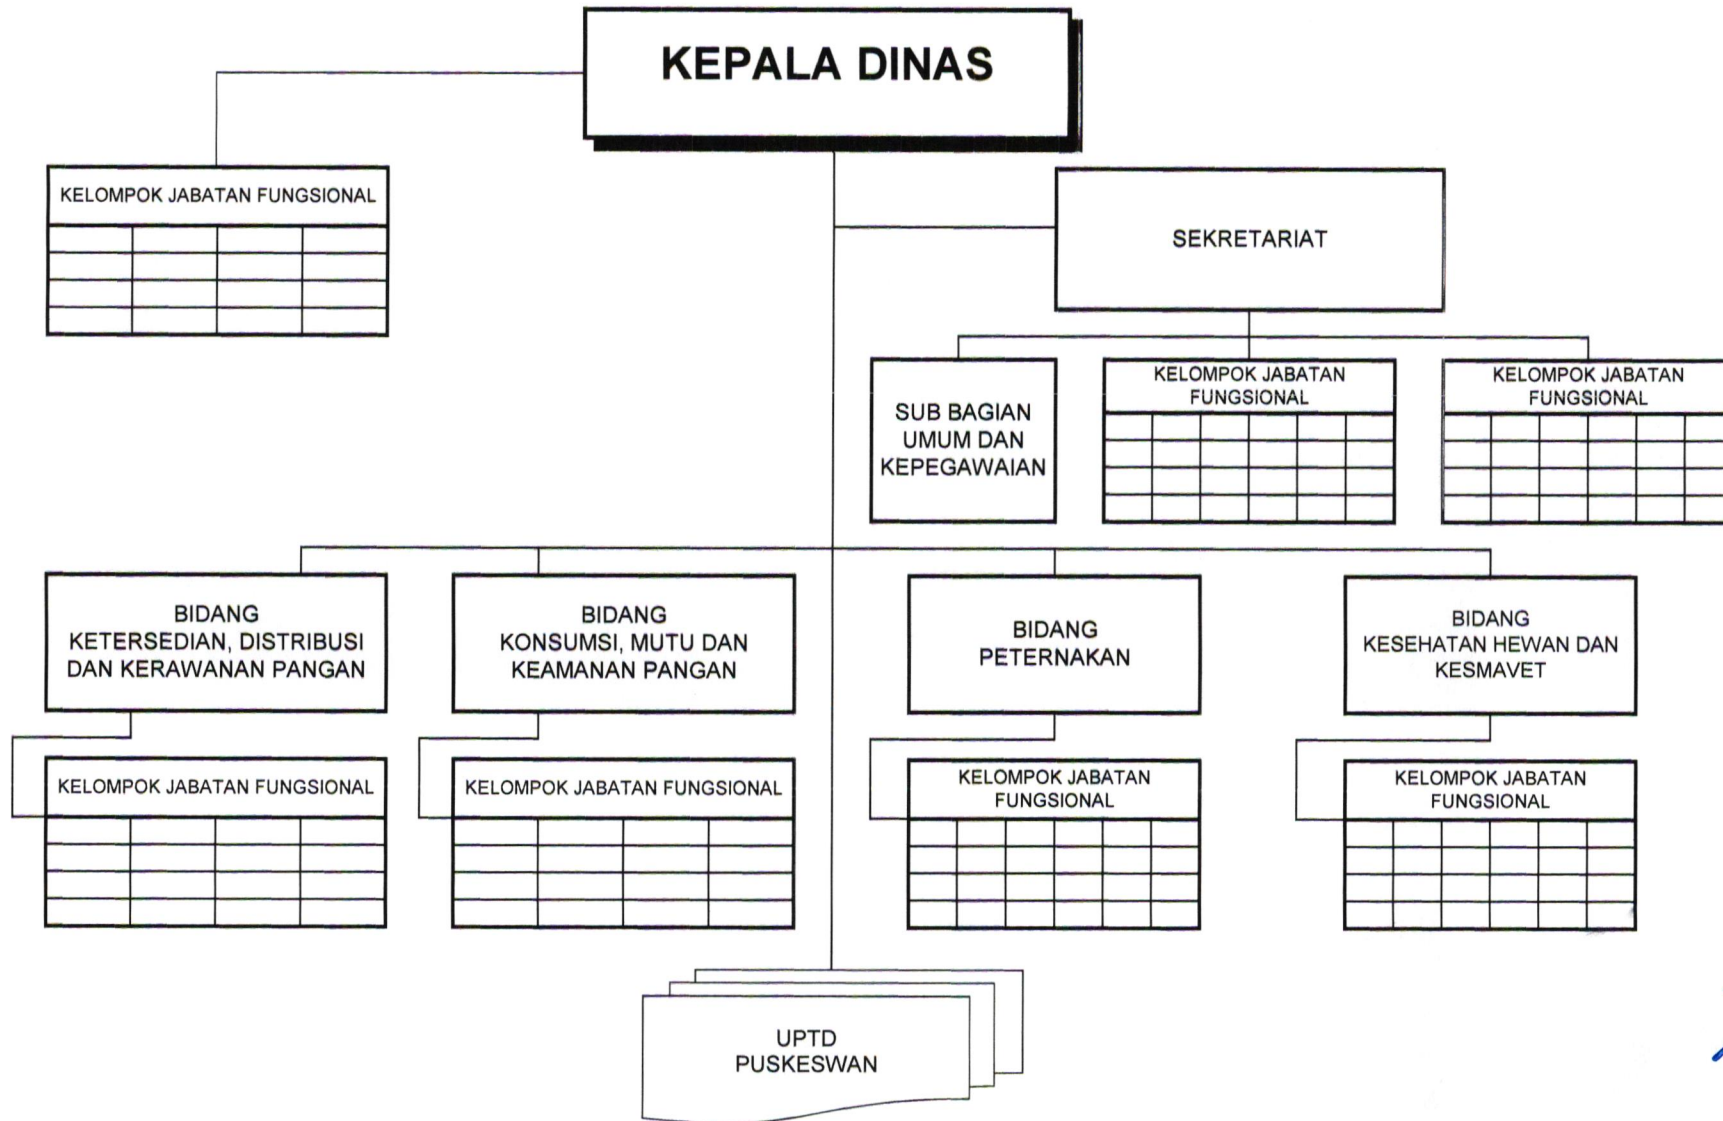 KEPALA DINAS
KELOMPOK JABATAN FUNGSIONAL
SEKRETARIAT
SUB BAGIAN
UMUM DAN
KEPEGAWAIAN
KELOMPOK JABATAN
FUNGSIONAL
KELOMPOK JABATAN
FUNGSIONAL
BIDANG
KETERSEDIAN, DISTRIBUSI
DAN KERAWANAN PANGAN
BIDANG
KONSUMSI, MUTU DAN
KEAMANAN PANGAN
BIDANG
PETERNAKAN
BIDANG
KESEHATAN HEWAN DAN
KESMAVET
KELOMPOK JABATAN FUNGSIONAL
KELOMPOK JABATAN FUNGSIONAL
KELOMPOK JABATAN
FUNGSIONAL
KELOMPOK JABATAN
FUNGSIONAL
UPTD
PUSKESWAN